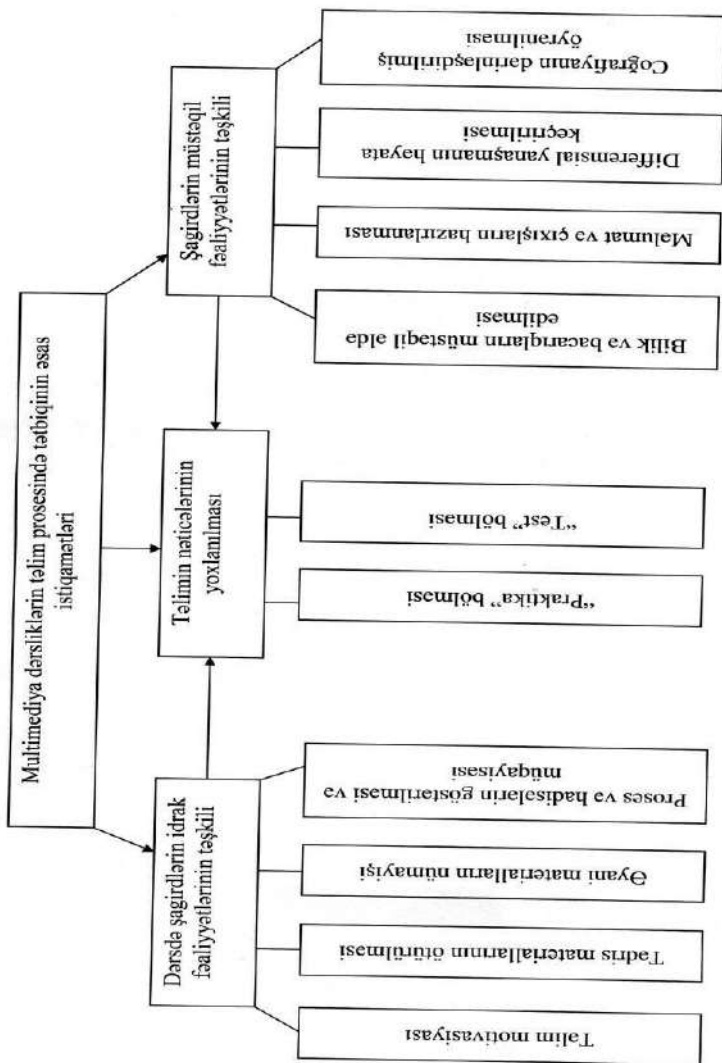 Multimediya dərsliklərin təlim prosesində tətbiqinin əsas
istiqamətləri
Dərsdə şagirdlərin idrak
fəaliyyətlərinin təşkili
Təlimin nəticələrinin
yoxlanılması
Şagirdlərin müstəqil
fəaliyyətlərinin təşkili
Təlim motivasiyası
Tədris materiallarının ötürülməsi
Əyani materialların nümayişi
Proses və hadisələrin göstərilməsi və
müqayisəsi
“Praktika” bölməsi
“Test” bölməsi
Bilik və bacarıqların müstəqil əldə
edilməsi
Məlumat və çıxışların hazırlanması
Differensial yanaşmanın həyata
keçirilməsi
Coğrafiyanın dərinləşdirilmiş
öyrənilməsi